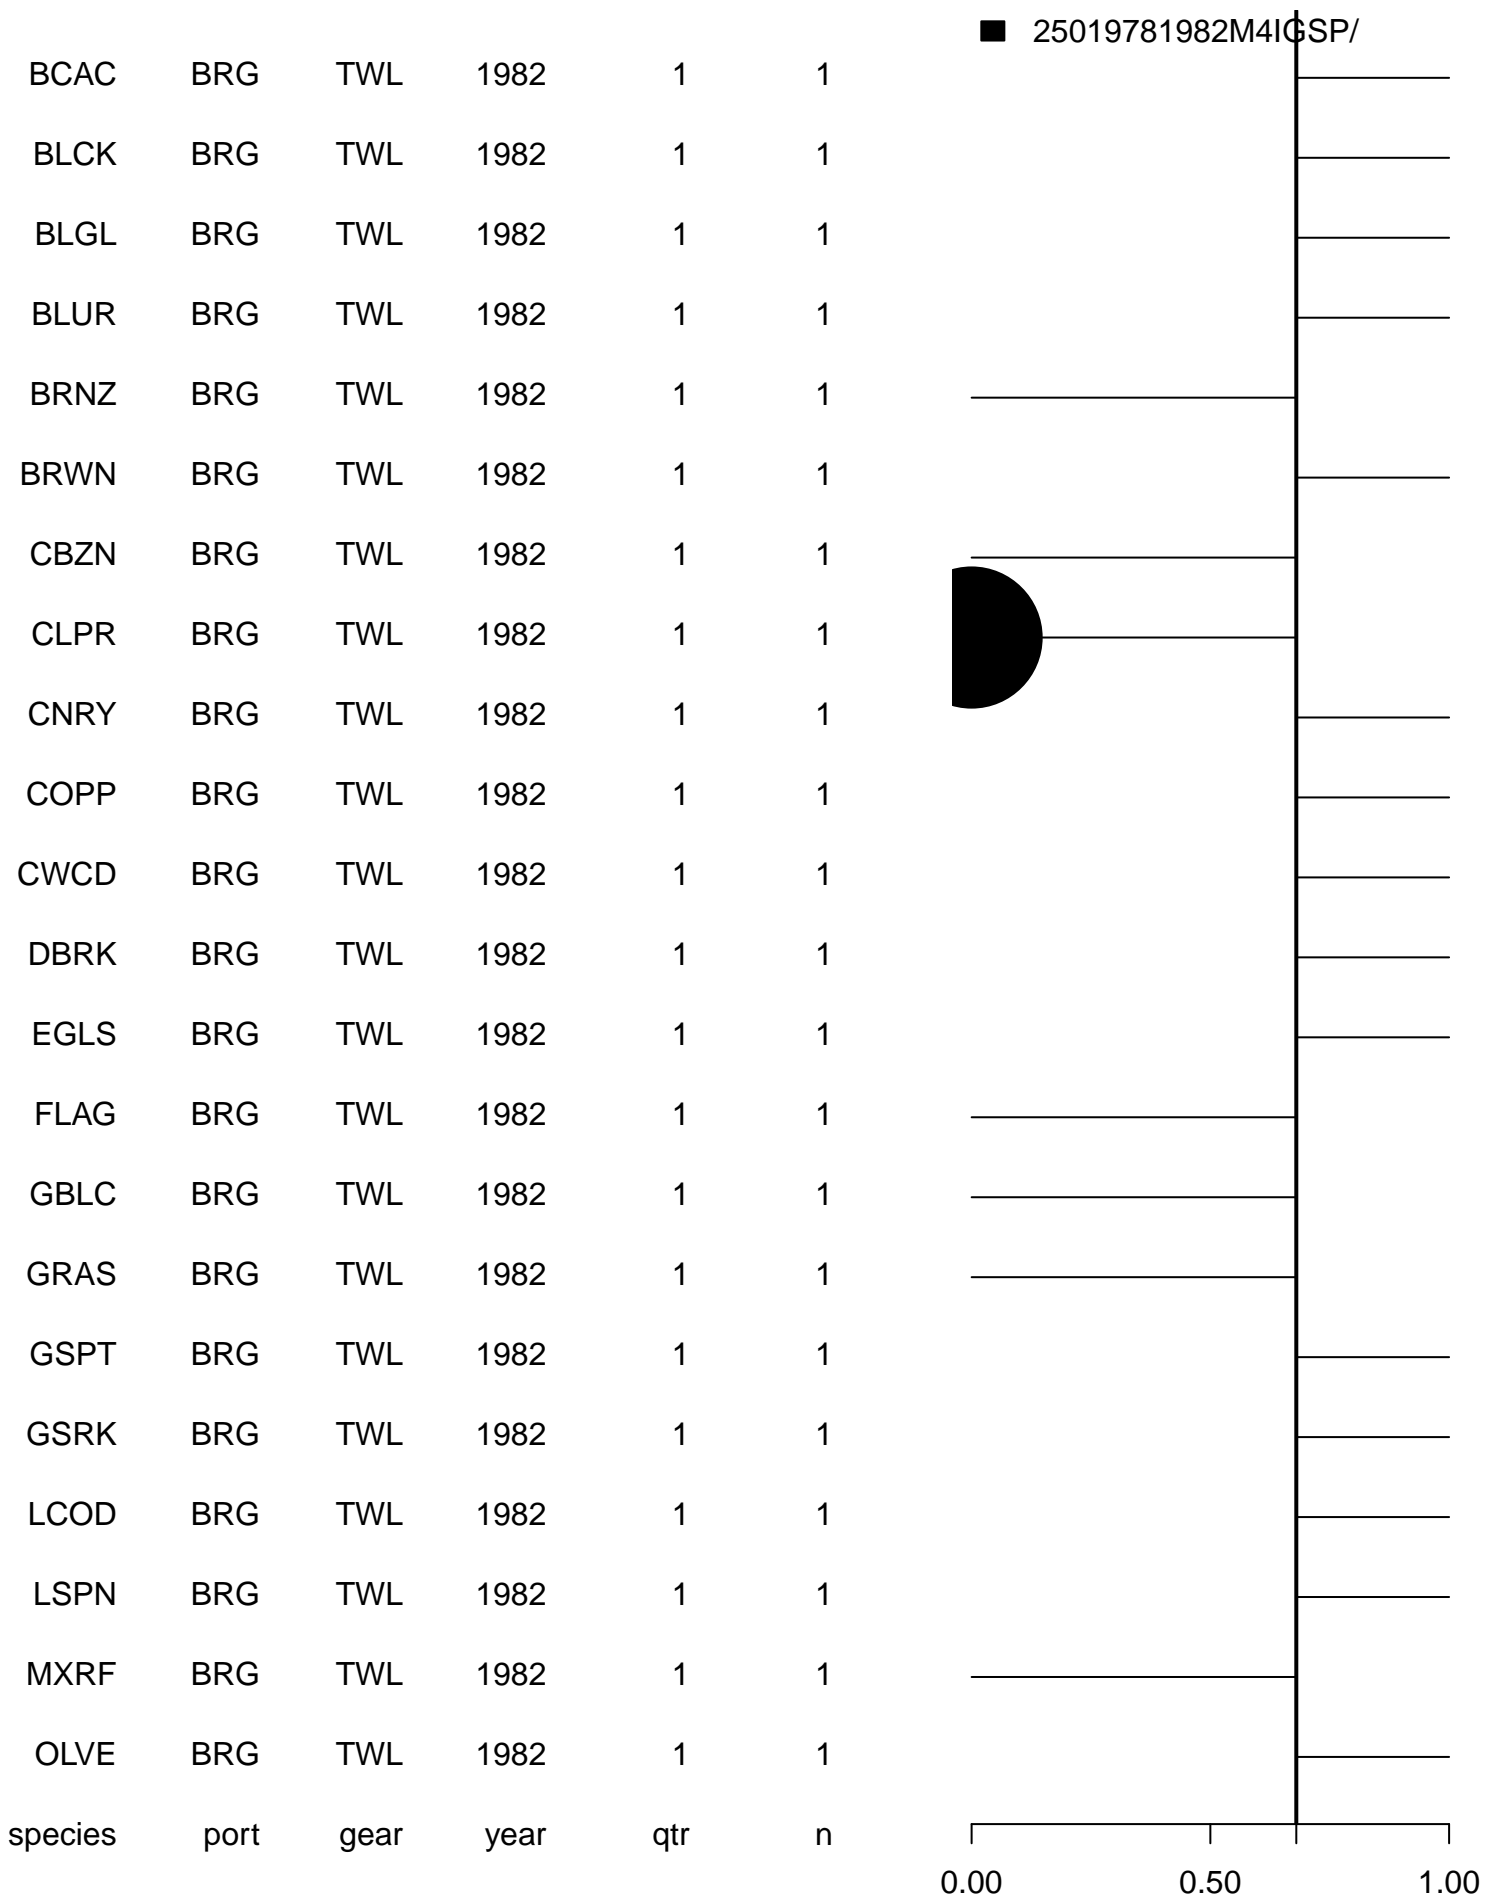 25019781982M4IGSP/
BCAC BRG TWL 1982 1 1
BLCK BRG TWL 1982 1 1
BLGL BRG TWL 1982 1 1
BLUR BRG TWL 1982 1 1
BRNZ BRG TWL 1982 1 1
BRWN BRG TWL 1982 1 1
CBZN BRG TWL 1982 1 1
CLPR BRG TWL 1982 1 1
CNRY BRG TWL 1982 1 1
COPP BRG TWL 1982 1 1
CWCD BRG TWL 1982 1 1
DBRK BRG TWL 1982 1 1
EGLS BRG TWL 1982 1 1
FLAG BRG TWL 1982 1 1
GBLC BRG TWL 1982 1 1
GRAS BRG TWL 1982 1 1
GSPT BRG TWL 1982 1 1
GSRK BRG TWL 1982 1 1
LCOD BRG TWL 1982 1 1
LSPN BRG TWL 1982 1 1
MXRF BRG TWL 1982 1 1
OLVE BRG TWL 1982 1 1
species port gear year qtr n
0.00 0.50 1.00